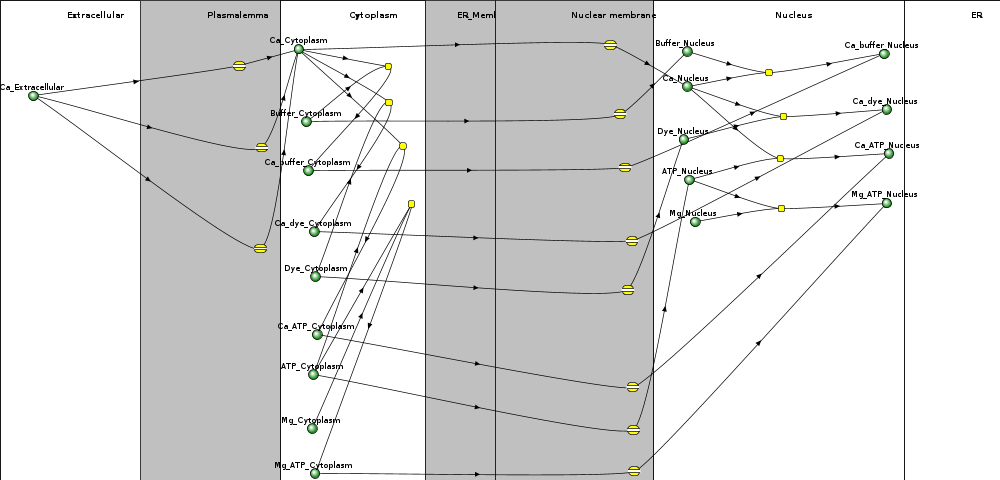 Extracellular
Plasmalemma
Cytoplasm
ER_Meml
Nuclear membrane
Nucleus
ER
Ca_Extracellular
Ca_Cytoplasm
Buffer_Cytoplasm
Ca_buffer_Cytoplasm
Ca_dye_Cytoplasm
Dye_Cytoplasm
Ca_ATP_Cytoplasm
ATP_Cytoplasm
Mg_Cytoplasm
Mg_ATP_Cytoplasm
Buffer_Nucleus
Ca_Nucleus
Dye_Nucleus
ATP_Nucleus
Mg_Nucleus
Ca_buffer_Nucleus
Ca_dye_Nucleus
Ca_ATP_Nucleus
Mg_ATP_Nucleus